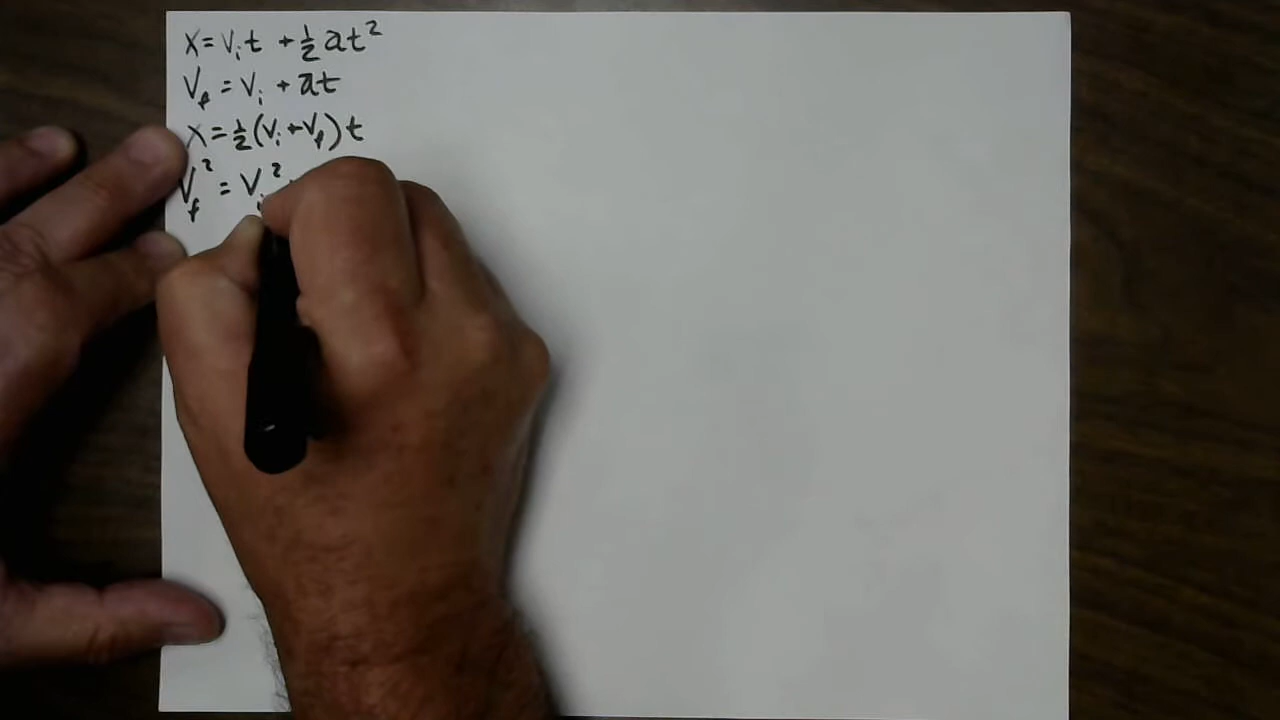 x = vᵢt + ½at²
v_f = vᵢ + at
x = ½(vᵢ + v_f)t
v_f² = vᵢ²